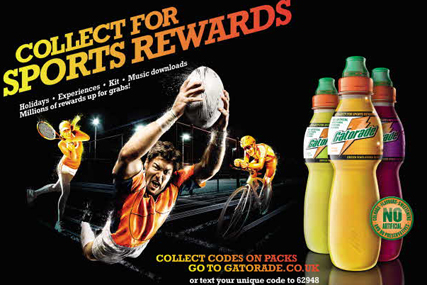 COLLECT FOR
SPORTS REWARDS
Holidays • Experiences • Kit • Music downloads
Millions of rewards up for grabs!
Gatorade
Gatorade
NO
ARTIFICIAL
COLLECT CODES ON PACKS
GO TO GATORADE.CO.UK
or text your unique code to 62948